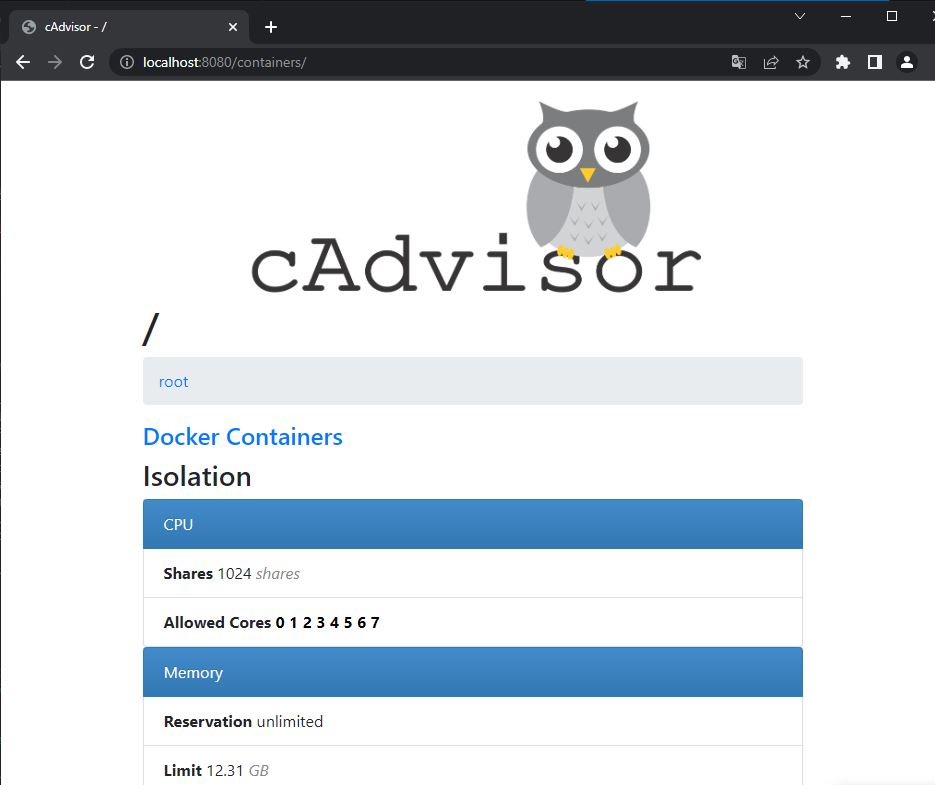 cAdvisor - /
localhost:8080/containers/
cAdvisor
/
root
Docker Containers
Isolation
CPU
Shares 1024 shares
Allowed Cores 0 1 2 3 4 5 6 7
Memory
Reservation unlimited
Limit 12.31 GB